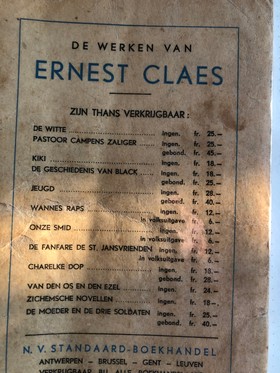 DE WERKEN VAN
ERNEST CLAES
ZIJN THANS VERKRIJGBAAR :
DE WITTE ingen. fr. 25.—
PASTOOR CAMPENS ZALIGER ingen. fr. 25.—
gebond. fr. 45.—
KIKI ingen. fr. 18.—
DE GESCHIEDENIS VAN BLACK ingen. fr. 18.—
gebond. fr. 25.—
JEUGD ingen. fr. 28.—
gebond. fr.
WANNES RAPS ingen. fr. 12.—
in volksuitgave fr. 6.—
ONZE SMID ingen. fr. 12.—
in volksuitgave fr. 6.—
DE FANFARE DE ST. JANSVRIENDEN ingen. fr. 12.—
in volksuitgave fr. 6.—
CHARELKE DOP ingen. fr. 18.—
gebond. fr. 28.—
VAN DEN OS EN DEN EZEL ingen. fr.
ZICHEMSCHE NOVELLEN ingen. fr. 18.—
DE MOEDER EN DE DRIE SOLDATEN ingen. fr. 24.—
gebond. fr. 40.—
N. V. STANDAARD-BOEKHANDEL
ANTWERPEN – BRUSSEL – GENT – LEUVEN
VERKRIJGBAAR BIJ ALLE